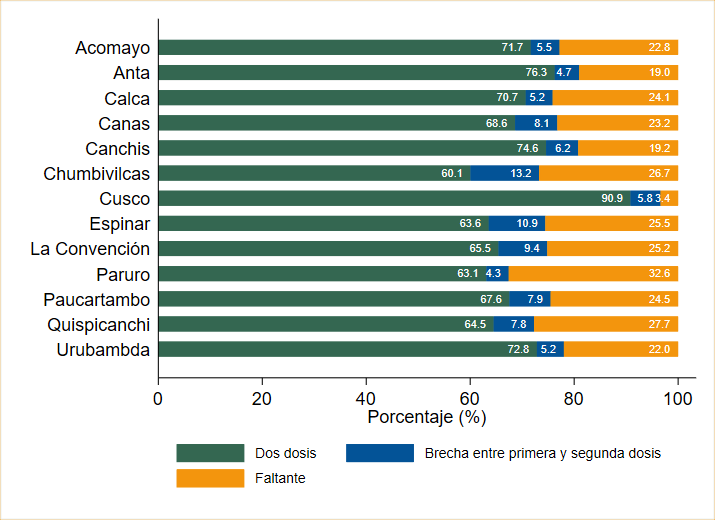 Acomayo 71.7 5.5 22.8
Anta 76.3 4.7 19.0
Calca 70.7 5.2 24.1
Canas 68.6 8.1 23.2
Canchis 74.6 6.2 19.2
Chumbivilcas 60.1 13.2 26.7
Cusco 90.9 5.8 3.4
Espinar 63.6 10.9 25.5
La Convención 65.5 9.4 25.2
Paruro 63.1 4.3 32.6
Paucartambo 67.6 7.9 24.5
Quispicanchi 64.5 7.8 27.7
Urubambda 72.8 5.2 22.0
0 20 40 60 80 100
Porcentaje (%)
Dos dosis Brecha entre primera y segunda dosis
Faltante